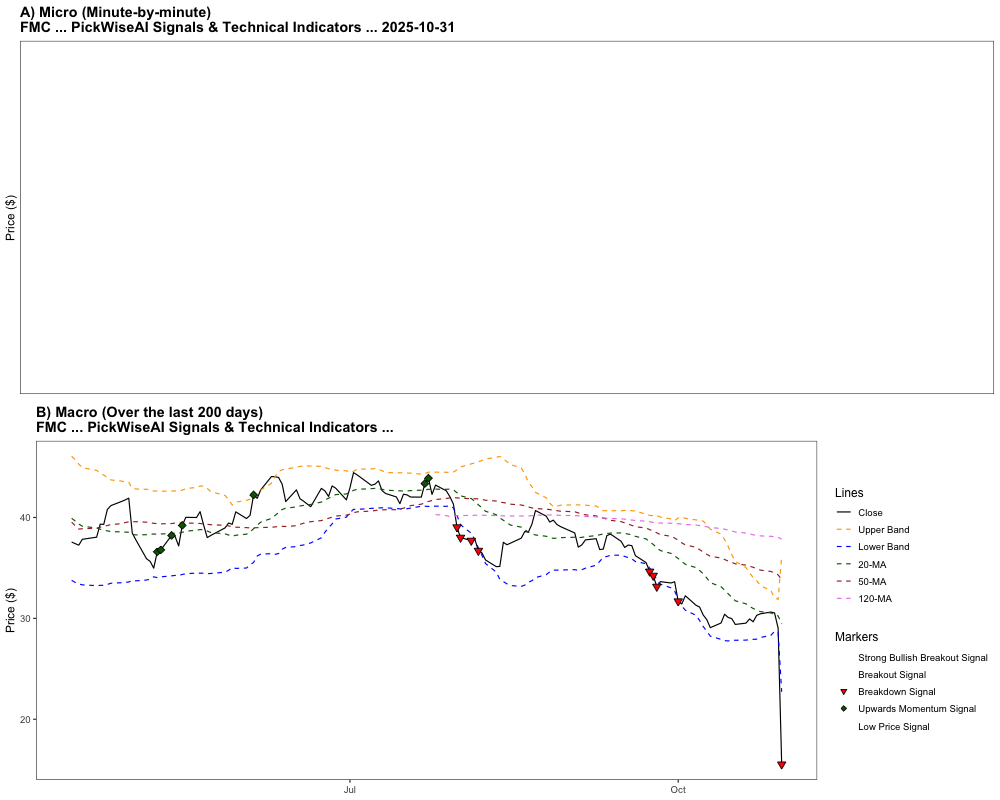 A) Micro (Minute-by-minute)
FMC ... PickWiseAI Signals & Technical Indicators ... 2025-10-31
Price ($)
B) Macro (Over the last 200 days)
FMC ... PickWiseAI Signals & Technical Indicators ...
Price ($)
40
30
20
Jul
Oct
Lines
Close
Upper Band
Lower Band
20-MA
50-MA
120-MA
Markers
Strong Bullish Breakout Signal
Breakout Signal
Breakdown Signal
Upwards Momentum Signal
Low Price Signal